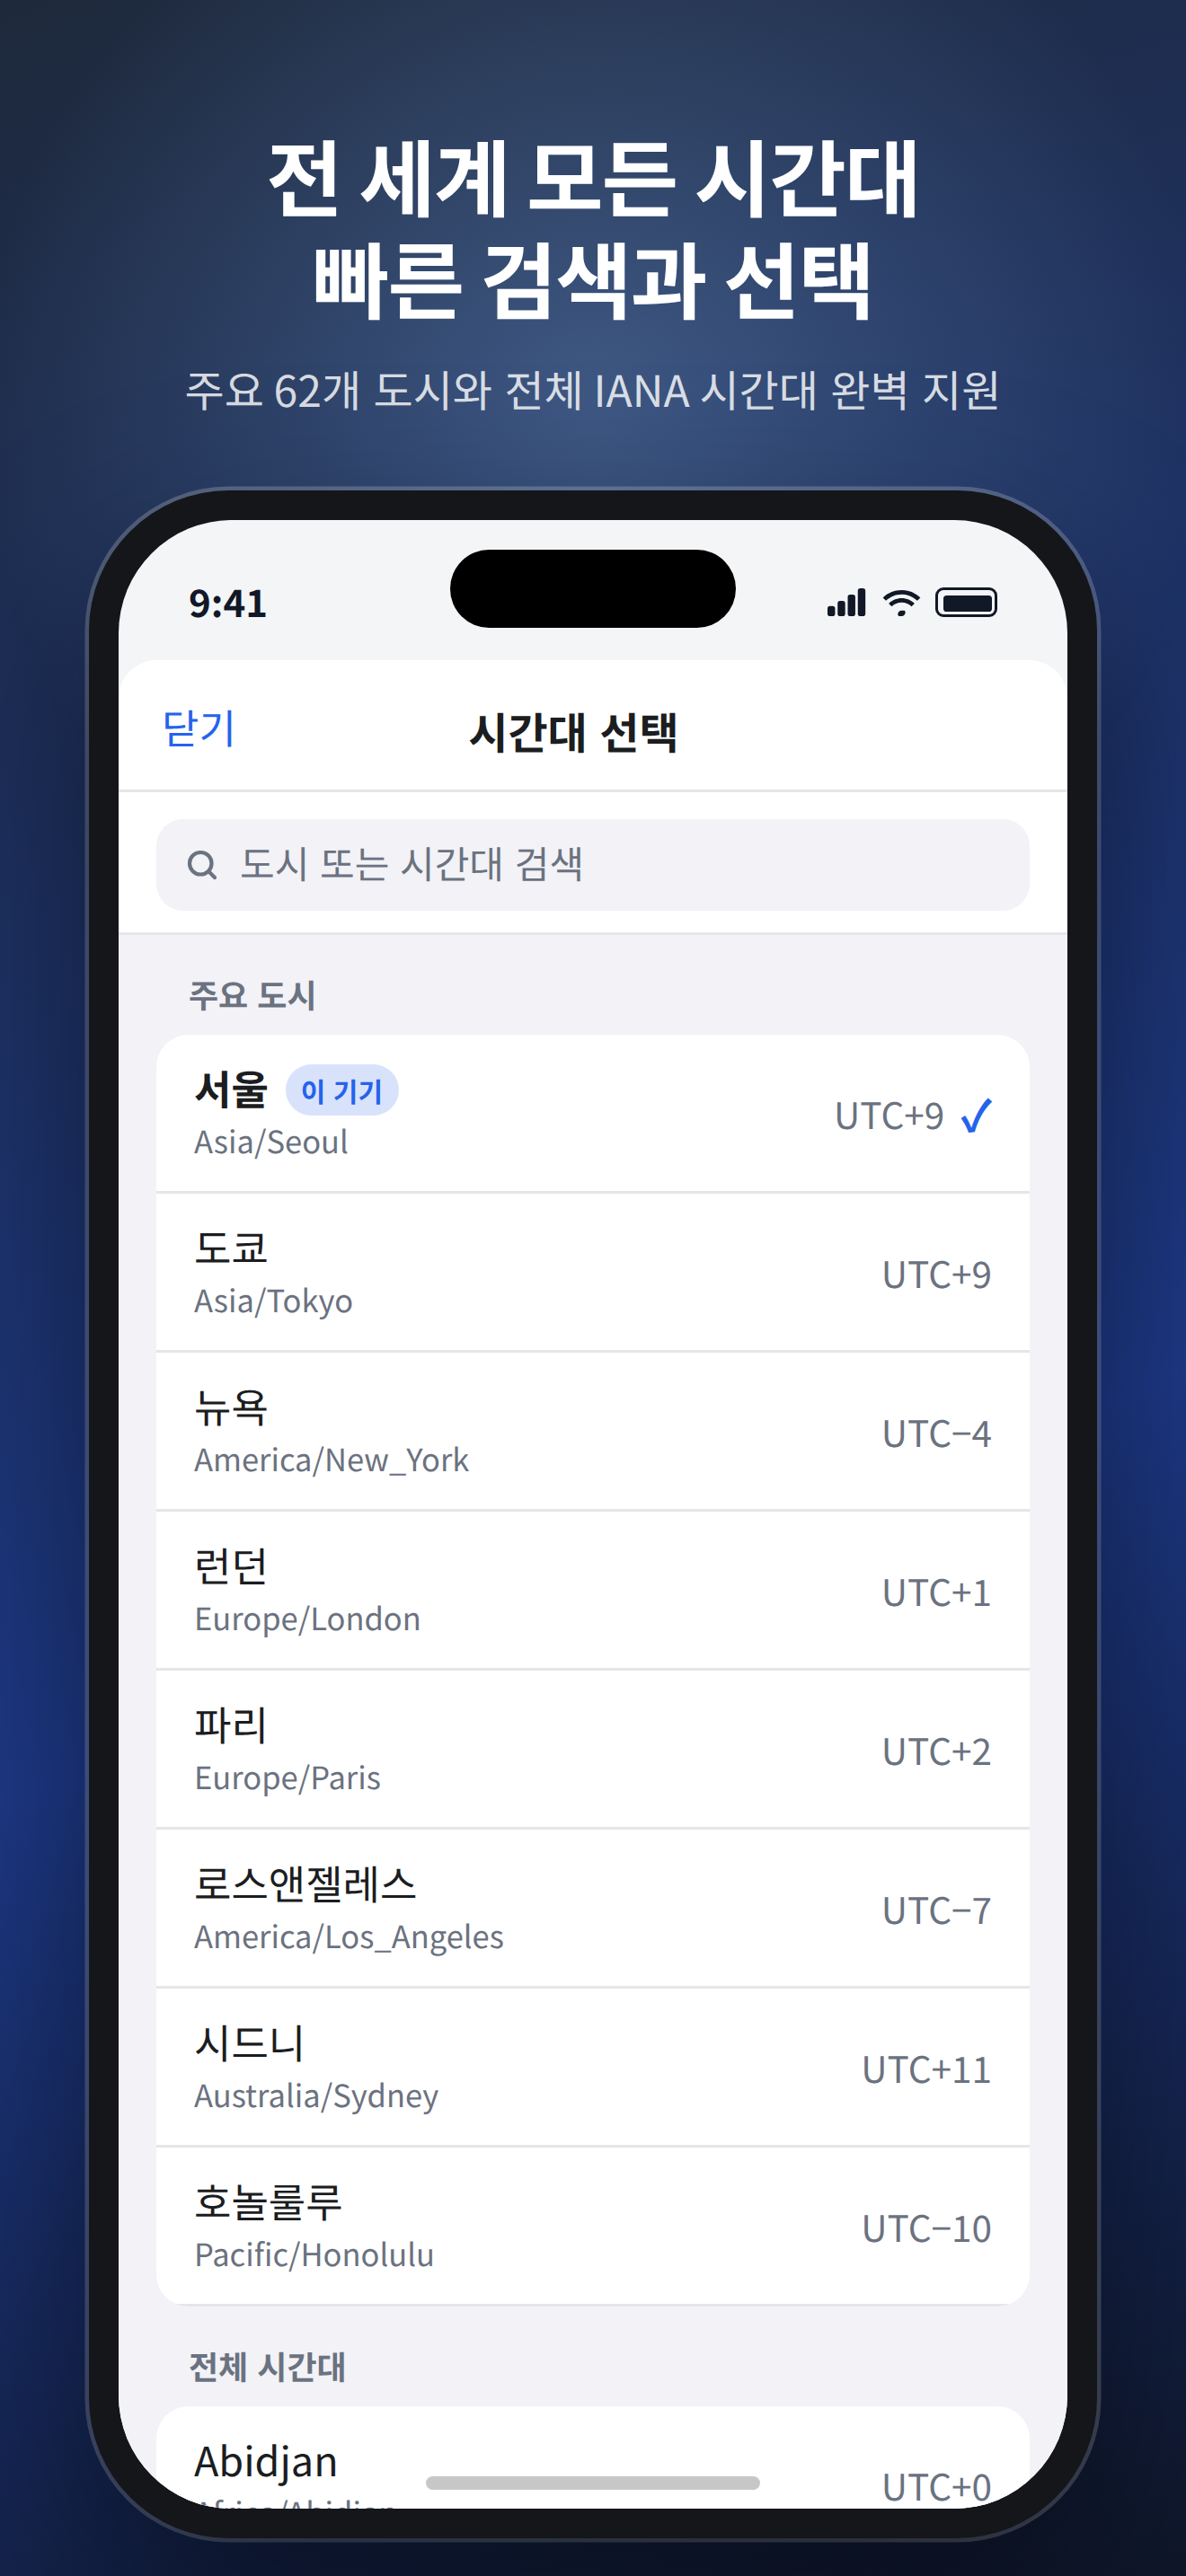 전 세계 모든 시간대
빠른 검색과 선택
주요 62개 도시와 전체 IANA 시간대 완벽 지원
9:41
닫기
시간대 선택
도시 또는 시간대 검색
주요 도시
서울 이 기기
Asia/Seoul
UTC+9 ✓
도쿄
Asia/Tokyo
UTC+9
뉴욕
America/New_York
UTC−4
런던
Europe/London
UTC+1
파리
Europe/Paris
UTC+2
로스앤젤레스
America/Los_Angeles
UTC−7
시드니
Australia/Sydney
UTC+11
호놀룰루
Pacific/Honolulu
UTC−10
전체 시간대
Abidjan
Africa/Abidjan
UTC+0